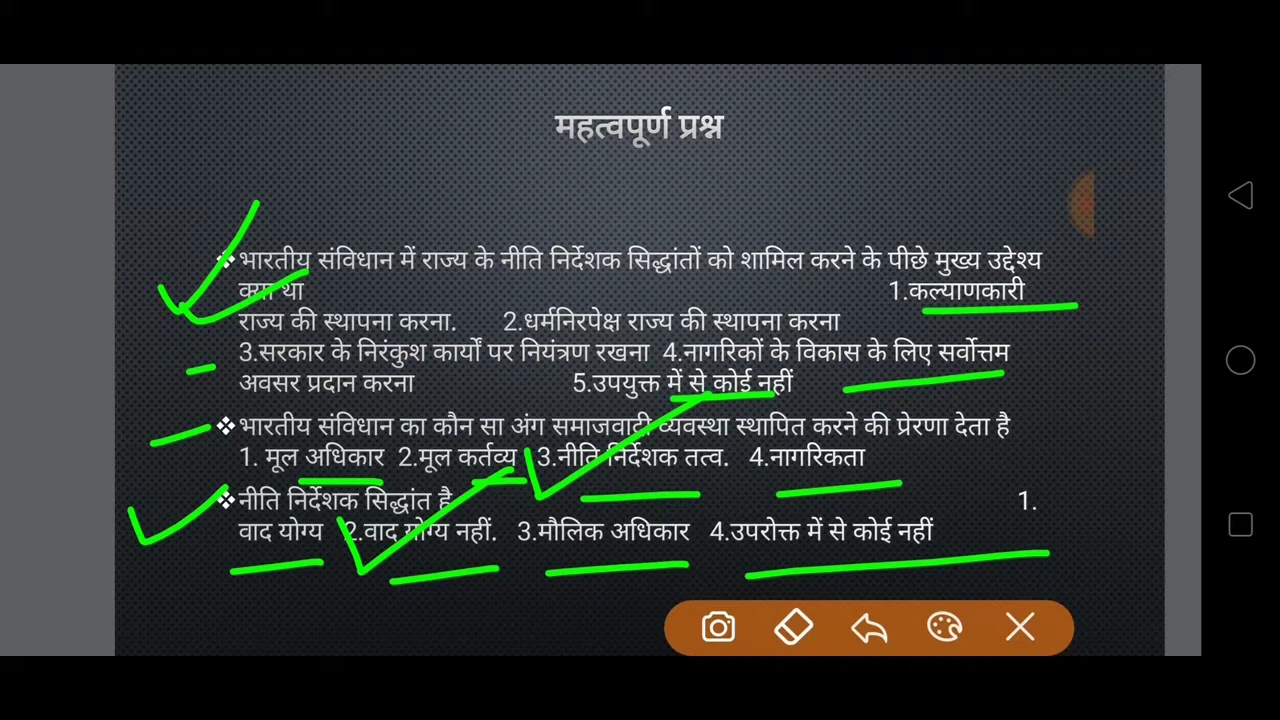 महत्वपूर्ण प्रश्न
❖भारतीय संविधान में राज्य के नीति निर्देशक सिद्धांतों को शामिल करने के पीछे मुख्य उद्देश्य
क्या था 1.कल्याणकारी
राज्य की स्थापना करना. 2.धर्मनिरपेक्ष राज्य की स्थापना करना
3.सरकार के निरंकुश कार्यों पर नियंत्रण रखना 4.नागरिकों के विकास के लिए सर्वोत्तम
अवसर प्रदान करना 5.उपयुक्त में से कोई नहीं
❖भारतीय संविधान का कौन सा अंग समाजवादी व्यवस्था स्थापित करने की प्रेरणा देता है
1. मूल अधिकार 2.मूल कर्तव्य 3.नीति निर्देशक तत्व. 4.नागरिकता
❖नीति निर्देशक सिद्धांत है 1.
वाद योग्य 2.वाद योग्य नहीं. 3.मौलिक अधिकार 4.उपरोक्त में से कोई नहीं